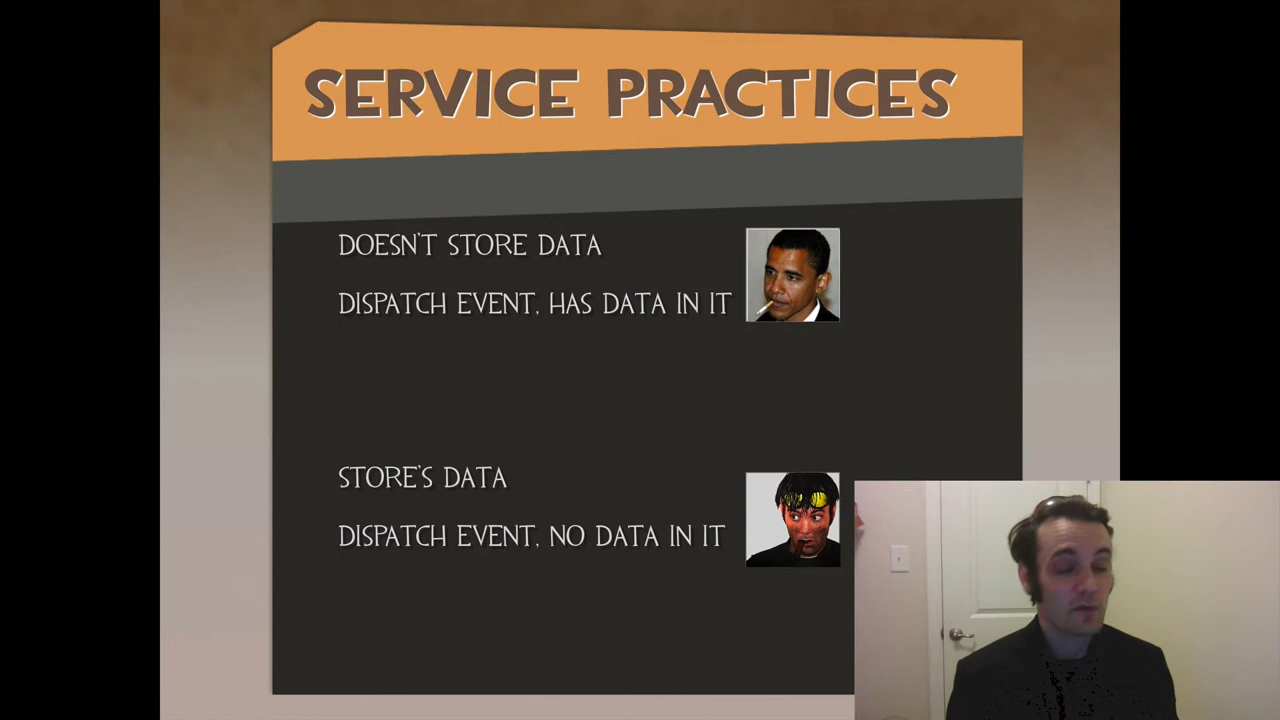 SERVICE PRACTICES
DOESN'T STORE DATA
DISPATCH EVENT, HAS DATA IN IT
STORE'S DATA
DISPATCH EVENT, NO DATA IN IT